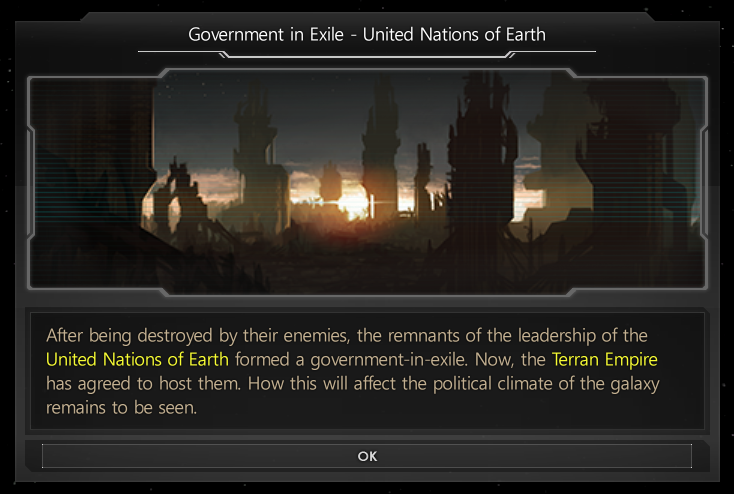 Government in Exile - United Nations of Earth
After being destroyed by their enemies, the remnants of the leadership of the
United Nations of Earth formed a government-in-exile. Now, the Terran Empire
has agreed to host them. How this will affect the political climate of the galaxy
remains to be seen.
OK